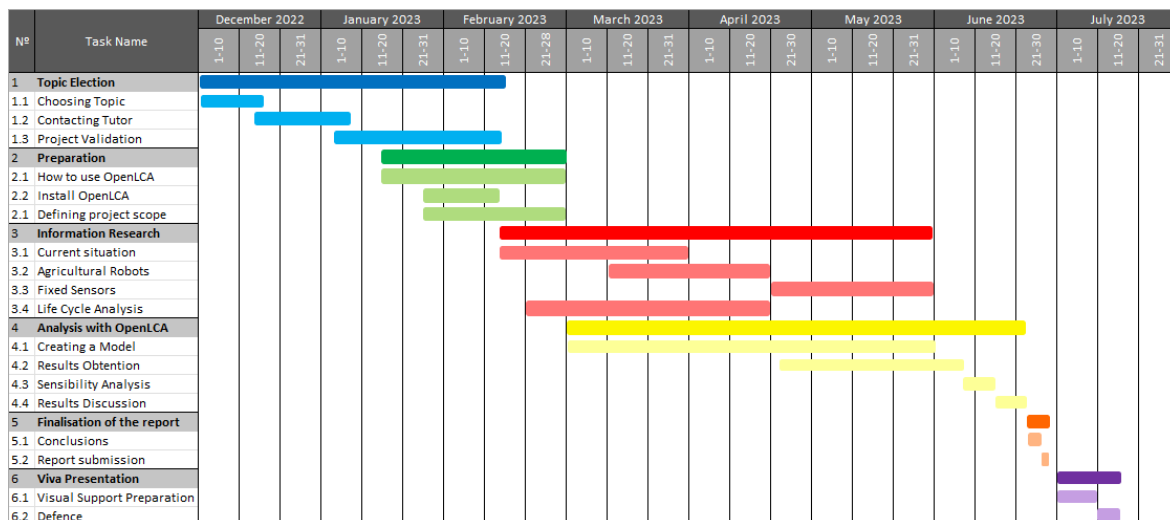 December 2022 January 2023 February 2023 March 2023 April 2023 May 2023 June 2023 July 2023
Nº Task Name 1-10 11-20 21-31 1-10 11-20 21-31 1-10 11-20 21-28 1-10 11-20 21-31 1-10 11-20 21-30 1-10 11-20 21-31 1-10 11-20 21-30 1-10 11-20 21-31
1 Topic Election
1.1 Choosing Topic
1.2 Contacting Tutor
1.3 Project Validation
2 Preparation
2.1 How to use OpenLCA
2.2 Install OpenLCA
2.1 Defining project scope
3 Information Research
3.1 Current situation
3.2 Agricultural Robots
3.3 Fixed Sensors
3.4 Life Cycle Analysis
4 Analysis with OpenLCA
4.1 Creating a Model
4.2 Results Obtention
4.3 Sensibility Analysis
4.4 Results Discussion
5 Finalisation of the report
5.1 Conclusions
5.2 Report submission
6 Viva Presentation
6.1 Visual Support Preparation
6.2 Defence